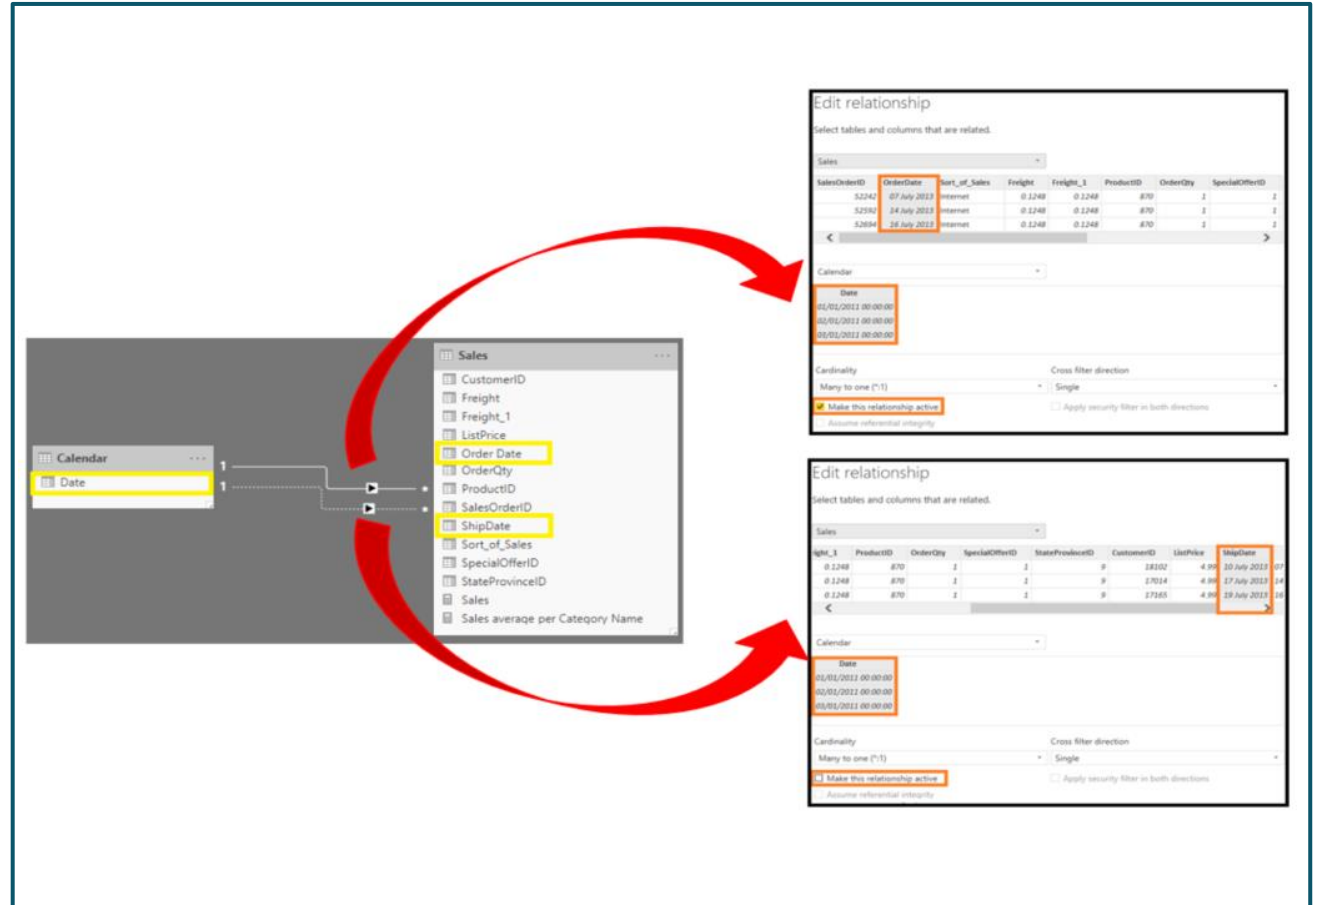 Calendar ...
Date
1
1
*
*
Sales ...
CustomerID
Freight
Freight_1
ListPrice
Order Date
OrderQty
ProductID
SalesOrderID
ShipDate
Sort_of_Sales
SpecialOfferID
StateProvinceID
Sales
Sales average per Category Name
Edit relationship
Select tables and columns that are related.
Sales
SalesOrderID OrderDate Sort_of_Sales Freight Freight_1 ProductID OrderQty SpecialOfferID
52242 07 July 2013 Internet 0.1248 0.1248 870 1 1
52592 14 July 2013 Internet 0.1248 0.1248 870 1 1
52694 16 July 2013 Internet 0.1248 0.1248 870 1 1
Calendar
Date
01/01/2011 00:00:00
02/01/2011 00:00:00
03/01/2011 00:00:00
Cardinality Cross filter direction
Many to one (*:1) Single
Make this relationship active Apply security filter in both directions
Assume referential integrity
Edit relationship
Select tables and columns that are related.
Sales
ight_1 ProductID OrderQty SpecialOfferID StateProvinceID CustomerID ListPrice ShipDate
0.1248 870 1 1 9 18102 4.99 10 July 2013 07
0.1248 870 1 1 9 17014 4.99 17 July 2013 14
0.1248 870 1 1 9 17165 4.99 19 July 2013 16
Calendar
Date
01/01/2011 00:00:00
02/01/2011 00:00:00
03/01/2011 00:00:00
Cardinality Cross filter direction
Many to one (*:1) Single
Make this relationship active Apply security filter in both directions
Assume referential integrity